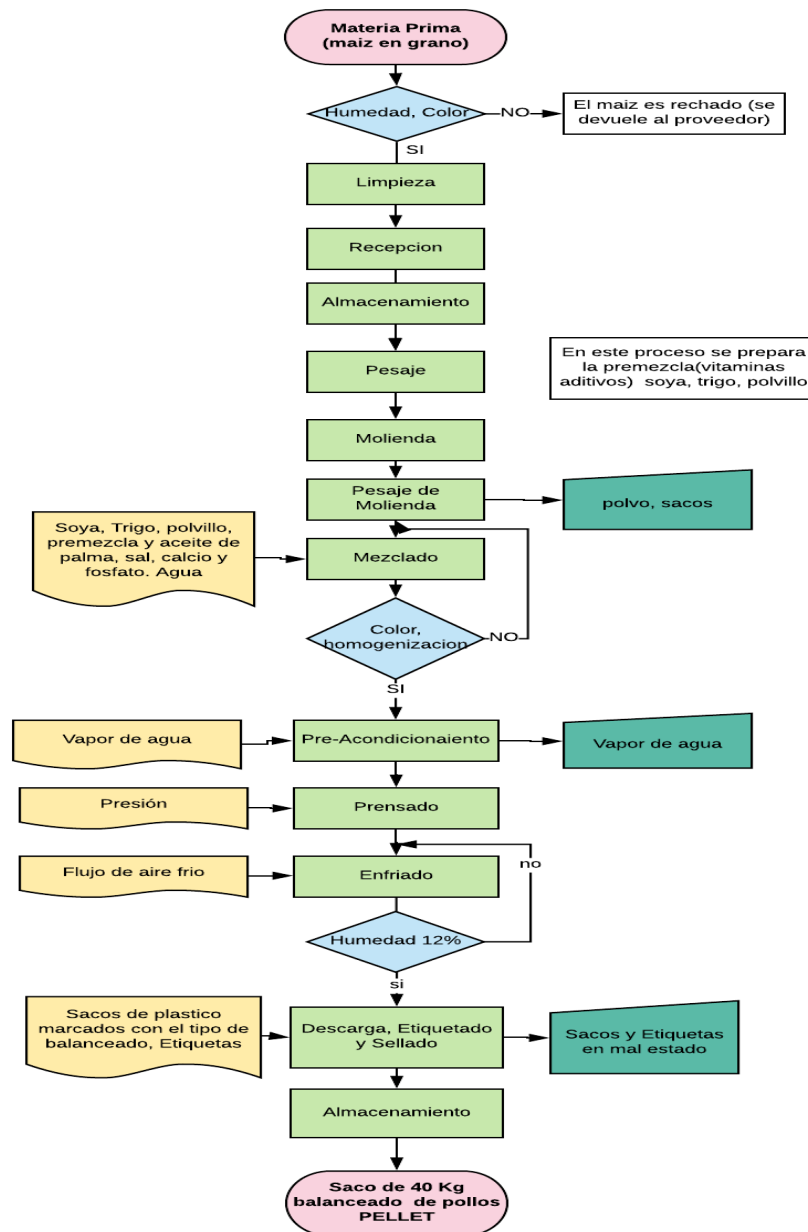 Materia Prima
(maiz en grano)
Humedad, Color
NO
El maiz es rechado (se
devuele al proveedor)
SI
Limpieza
Recepcion
Almacenamiento
Pesaje
En este proceso se prepara
la premezcla(vitaminas
aditivos) soya, trigo, polvillo
Molienda
Pesaje de
Molienda
polvo, sacos
Soya, Trigo, polvillo,
premezcla y aceite de
palma, sal, calcio y
fosfato. Agua
Mezclado
Color,
homogenizacion
NO
SI
Vapor de agua
Pre-Acondicionaiento
Vapor de agua
Presión
Prensado
no
Flujo de aire frio
Enfriado
Humedad 12%
si
Sacos de plastico
marcados con el tipo de
balanceado, Etiquetas
Descarga, Etiquetado
y Sellado
Sacos y Etiquetas
en mal estado
Almacenamiento
Saco de 40 Kg
balanceado de pollos
PELLET